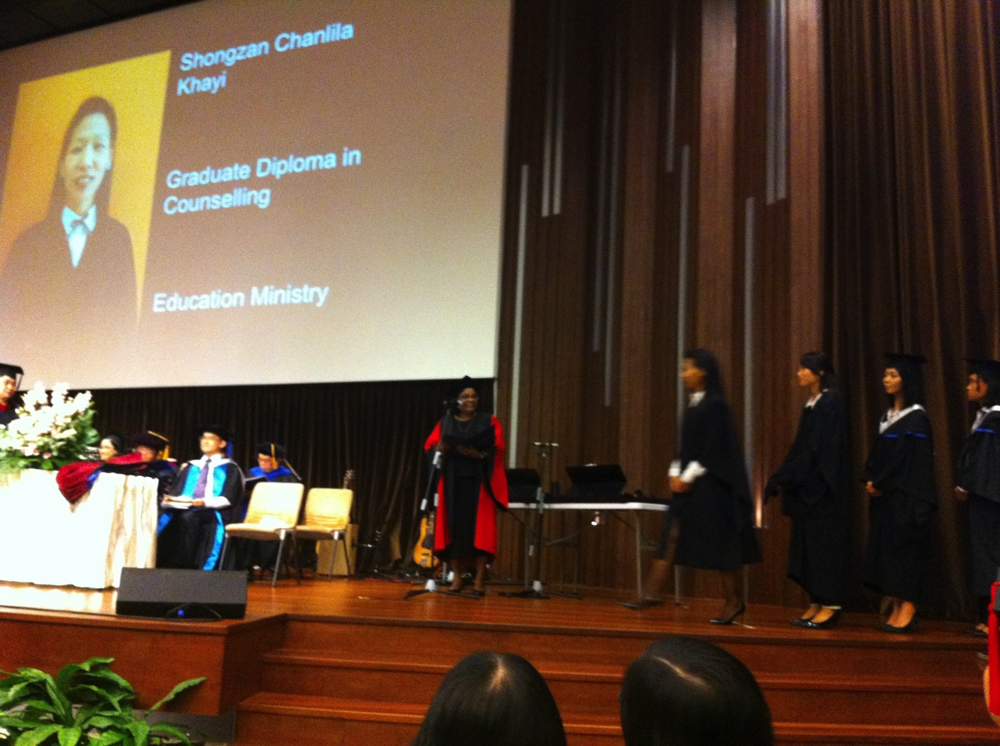 Shongzan Chanlila
Khayi
Graduate Diploma in
Counselling
Education Ministry